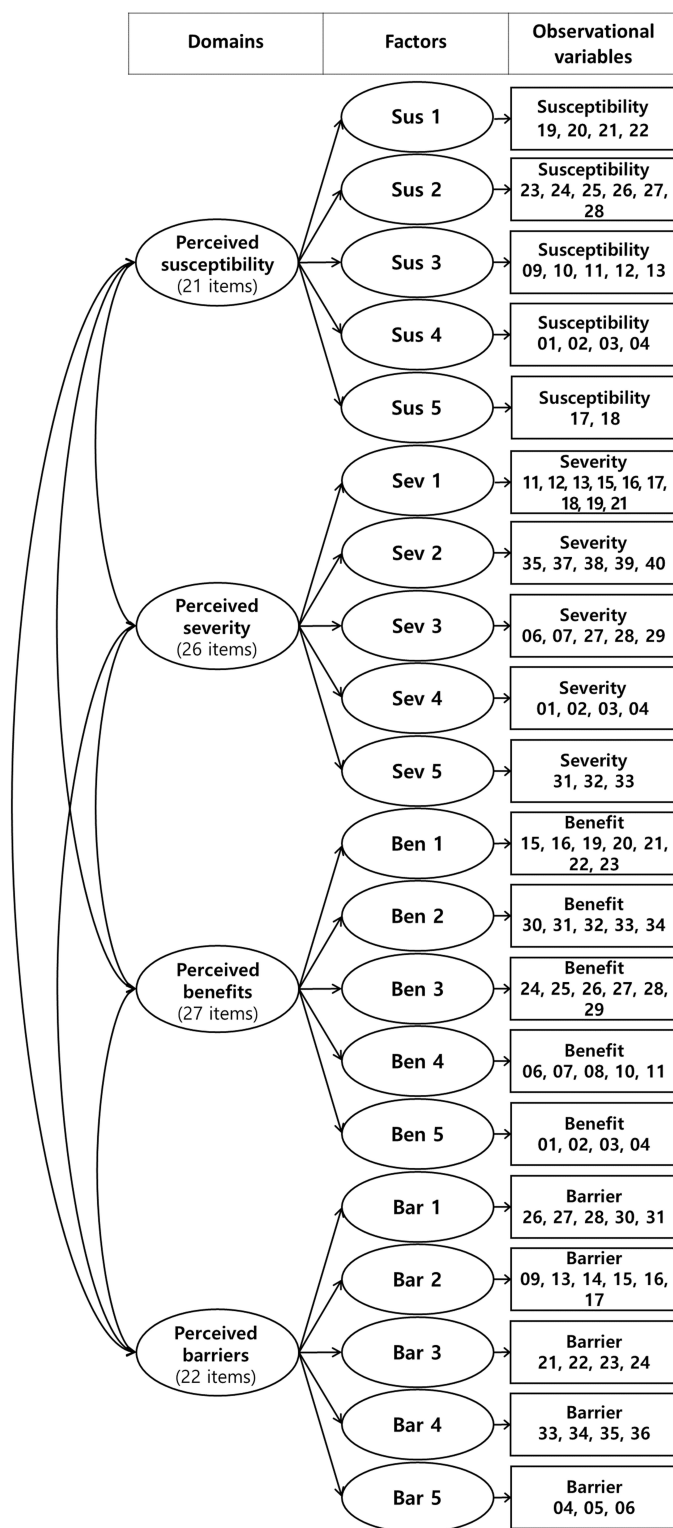 Domains
Factors
Observational
variables
Perceived
susceptibility
(21 items)
Sus 1
Susceptibility
19, 20, 21, 22
Sus 2
Susceptibility
23, 24, 25, 26, 27,
28
Sus 3
Susceptibility
09, 10, 11, 12, 13
Sus 4
Susceptibility
01, 02, 03, 04
Sus 5
Susceptibility
17, 18
Perceived
severity
(26 items)
Sev 1
Severity
11, 12, 13, 15, 16, 17,
18, 19, 21
Sev 2
Severity
35, 37, 38, 39, 40
Sev 3
Severity
06, 07, 27, 28, 29
Sev 4
Severity
01, 02, 03, 04
Sev 5
Severity
31, 32, 33
Perceived
benefits
(27 items)
Ben 1
Benefit
15, 16, 19, 20, 21,
22, 23
Ben 2
Benefit
30, 31, 32, 33, 34
Ben 3
Benefit
24, 25, 26, 27, 28,
29
Ben 4
Benefit
06, 07, 08, 10, 11
Ben 5
Benefit
01, 02, 03, 04
Perceived
barriers
(22 items)
Bar 1
Barrier
26, 27, 28, 30, 31
Bar 2
Barrier
09, 13, 14, 15, 16,
17
Bar 3
Barrier
21, 22, 23, 24
Bar 4
Barrier
33, 34, 35, 36
Bar 5
Barrier
04, 05, 06